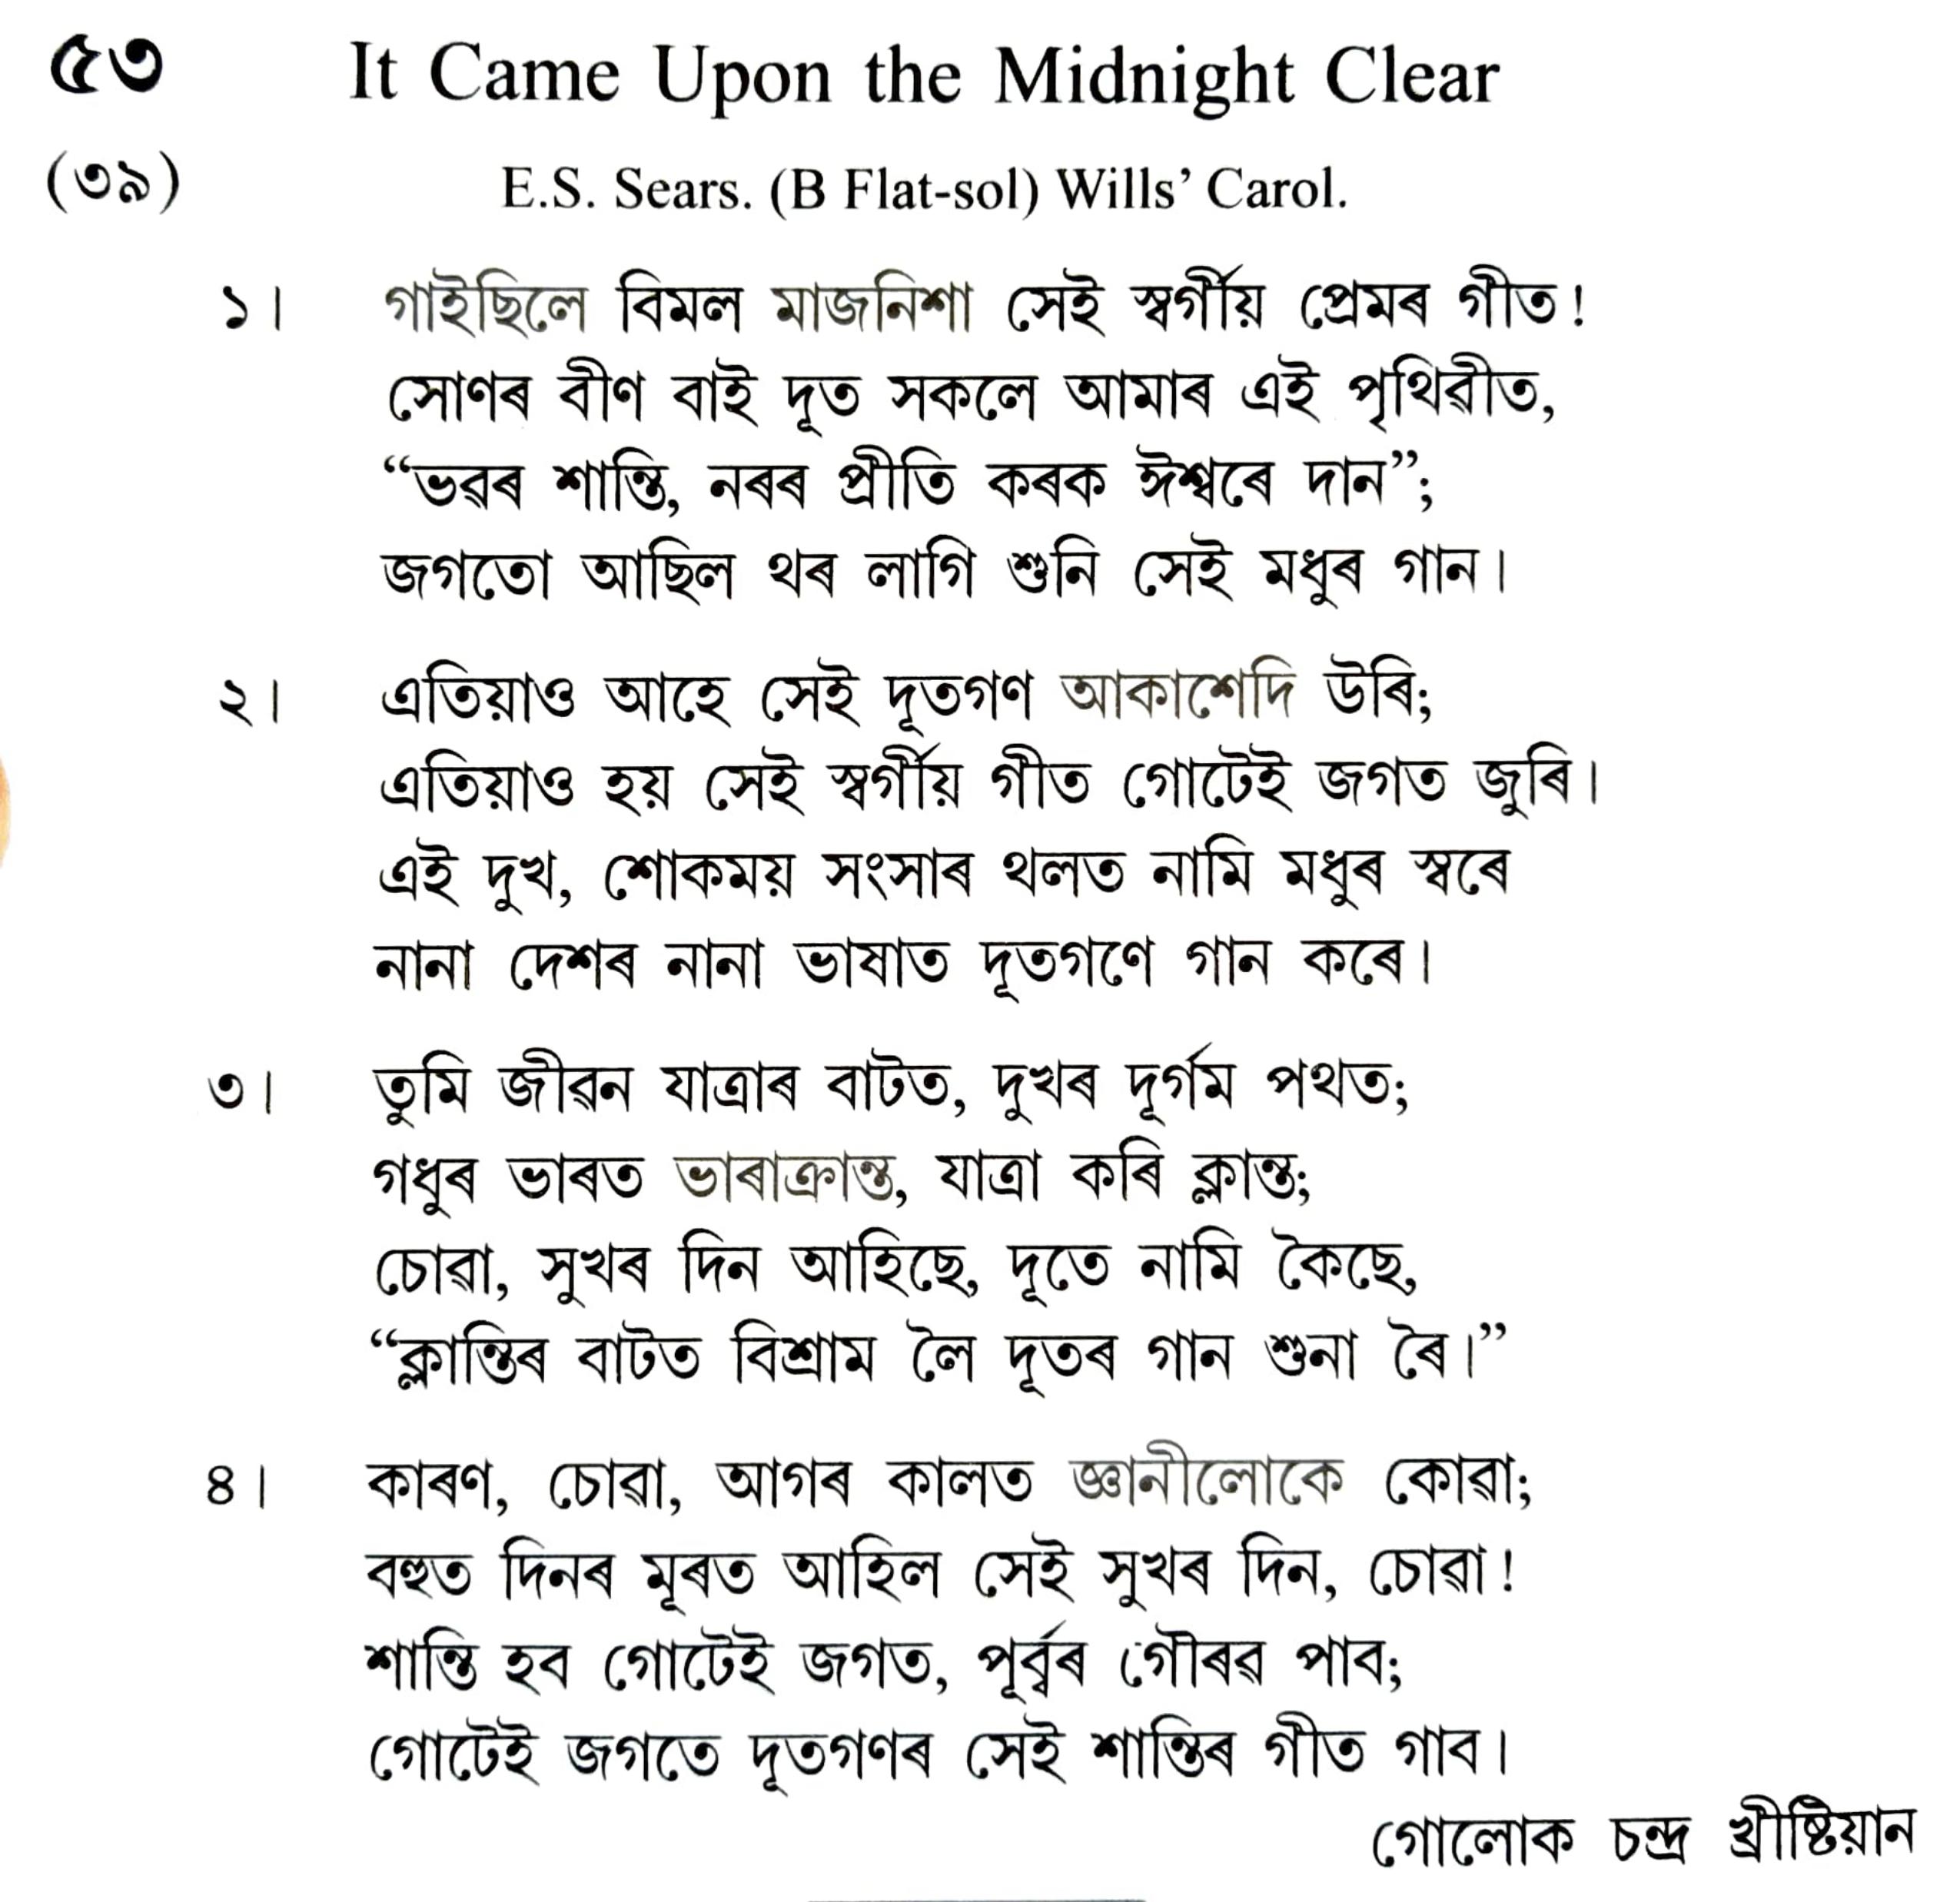 ৫৩ It Came Upon the Midnight Clear
(৩৯) E.S. Sears. (B Flat-sol) Wills’ Carol.
১। গাইছিলে বিমল মাজনিশা সেই স্বৰ্গীয় প্ৰেমৰ গীত!
সোণৰ বীণ বাই দূত সকলে আমাৰ এই পৃথিৱীত,
“ভৱৰ শান্তি, নৰৰ প্ৰীতি কৰক ঈশ্বৰে দান”;
জগতো আছিল থৰ লাগি শুনি সেই মধুৰ গান।
২। এতিয়াও আহে সেই দূতগণ আকাশেদি উৰি;
এতিয়াও হয় সেই স্বৰ্গীয় গীত গোটেই জগত জুৰি।
এই দুখ, শোকময় সংসাৰ থলত নামি মধুৰ স্বৰে
নানা দেশৰ নানা ভাষাত দূতগণে গান কৰে।
৩। তুমি জীৱন যাত্ৰাৰ বাটত, দুখৰ দূৰ্গম পথত;
গধুৰ ভাৰত ভাৰাক্ৰান্ত, যাত্ৰা কৰি ক্লান্ত;
চোৱা, সুখৰ দিন আহিছে, দূতে নামি কৈছে,
“ক্লান্তিৰ বাটত বিশ্ৰাম লৈ দূতৰ গান শুনা ৰৈ।”
৪। কাৰণ, চোৱা, আগৰ কালত জ্ঞানীলোকে কোৱা;
বহুত দিনৰ মূৰত আহিল সেই সুখৰ দিন, চোৱা!
শান্তি হব গোটেই জগত, পূৰ্ব্বৰ গৌৰৱ পাব;
গোটেই জগতে দূতগণৰ সেই শান্তিৰ গীত গাব।
গোলোক চন্দ্ৰ খ্ৰীষ্টিয়ান